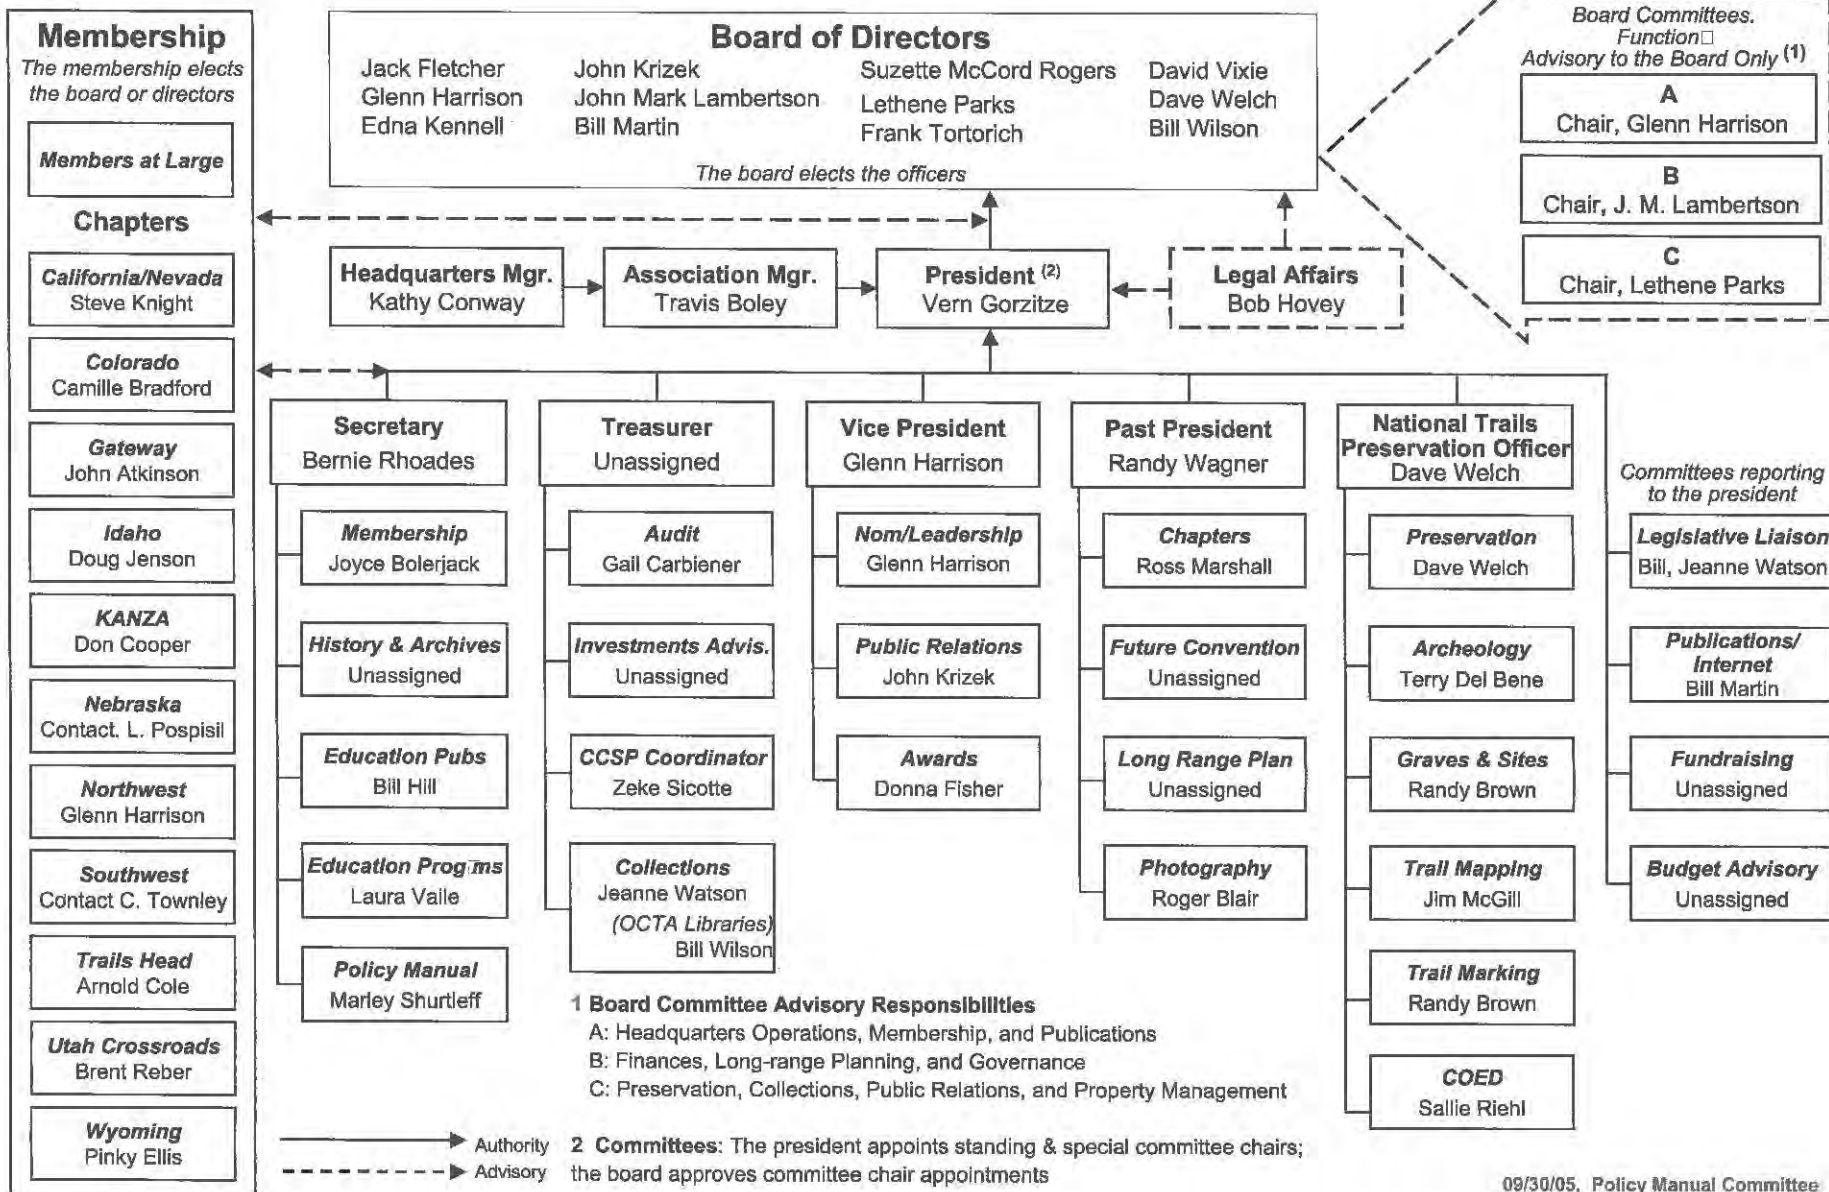 Membership
The membership elects
the board or directors
Members at Large
Chapters
California/Nevada
Steve Knight
Colorado
Camille Bradford
Gateway
John Atkinson
Idaho
Doug Jenson
KANZA
Don Cooper
Nebraska
Contact. L. Pospisil
Northwest
Glenn Harrison
Southwest
Contact C. Townley
Trails Head
Arnold Cole
Utah Crossroads
Brent Reber
Wyoming
Pinky Ellis
Board of Directors
Jack Fletcher
Glenn Harrison
Edna Kennell
John Krizek
John Mark Lambertson
Bill Martin
Suzette McCord Rogers
Lethene Parks
Frank Tortorich
David Vixie
Dave Welch
Bill Wilson
The board elects the officers
Board Committees.
Function□
Advisory to the Board Only (1)
A
Chair, Glenn Harrison
B
Chair, J. M. Lambertson
C
Chair, Lethene Parks
Headquarters Mgr.
Kathy Conway
Association Mgr.
Travis Boley
President (2)
Vern Gorzitze
Legal Affairs
Bob Hovey
Secretary
Bernie Rhoades
Membership
Joyce Bolerjack
History & Archives
Unassigned
Education Pubs
Bill Hill
Education Progms
Laura Vaile
Policy Manual
Marley Shurtleff
Treasurer
Unassigned
Audit
Gail Carbiener
Investments Advis.
Unassigned
CCSP Coordinator
Zeke Sicotte
Collections
Jeanne Watson
(OCTA Libraries)
Bill Wilson
Vice President
Glenn Harrison
Nom/Leadership
Glenn Harrison
Public Relations
John Krizek
Awards
Donna Fisher
Past President
Randy Wagner
Chapters
Ross Marshall
Future Convention
Unassigned
Long Range Plan
Unassigned
Photography
Roger Blair
National Trails
Preservation Officer
Dave Welch
Preservation
Dave Welch
Archeology
Terry Del Bene
Graves & Sites
Randy Brown
Trail Mapping
Jim McGill
Trail Marking
Randy Brown
COED
Sallie Riehl
Committees reporting
to the president
Legislative Liaison
Bill, Jeanne Watson
Publications/
Internet
Bill Martin
Fundraising
Unassigned
Budget Advisory
Unassigned
1 Board Committee Advisory Responsibilities
A: Headquarters Operations, Membership, and Publications
B: Finances, Long-range Planning, and Governance
C: Preservation, Collections, Public Relations, and Property Management
Authority
Advisory
2 Committees: The president appoints standing & special committee chairs;
the board approves committee chair appointments
09/30/05, Policy Manual Committee